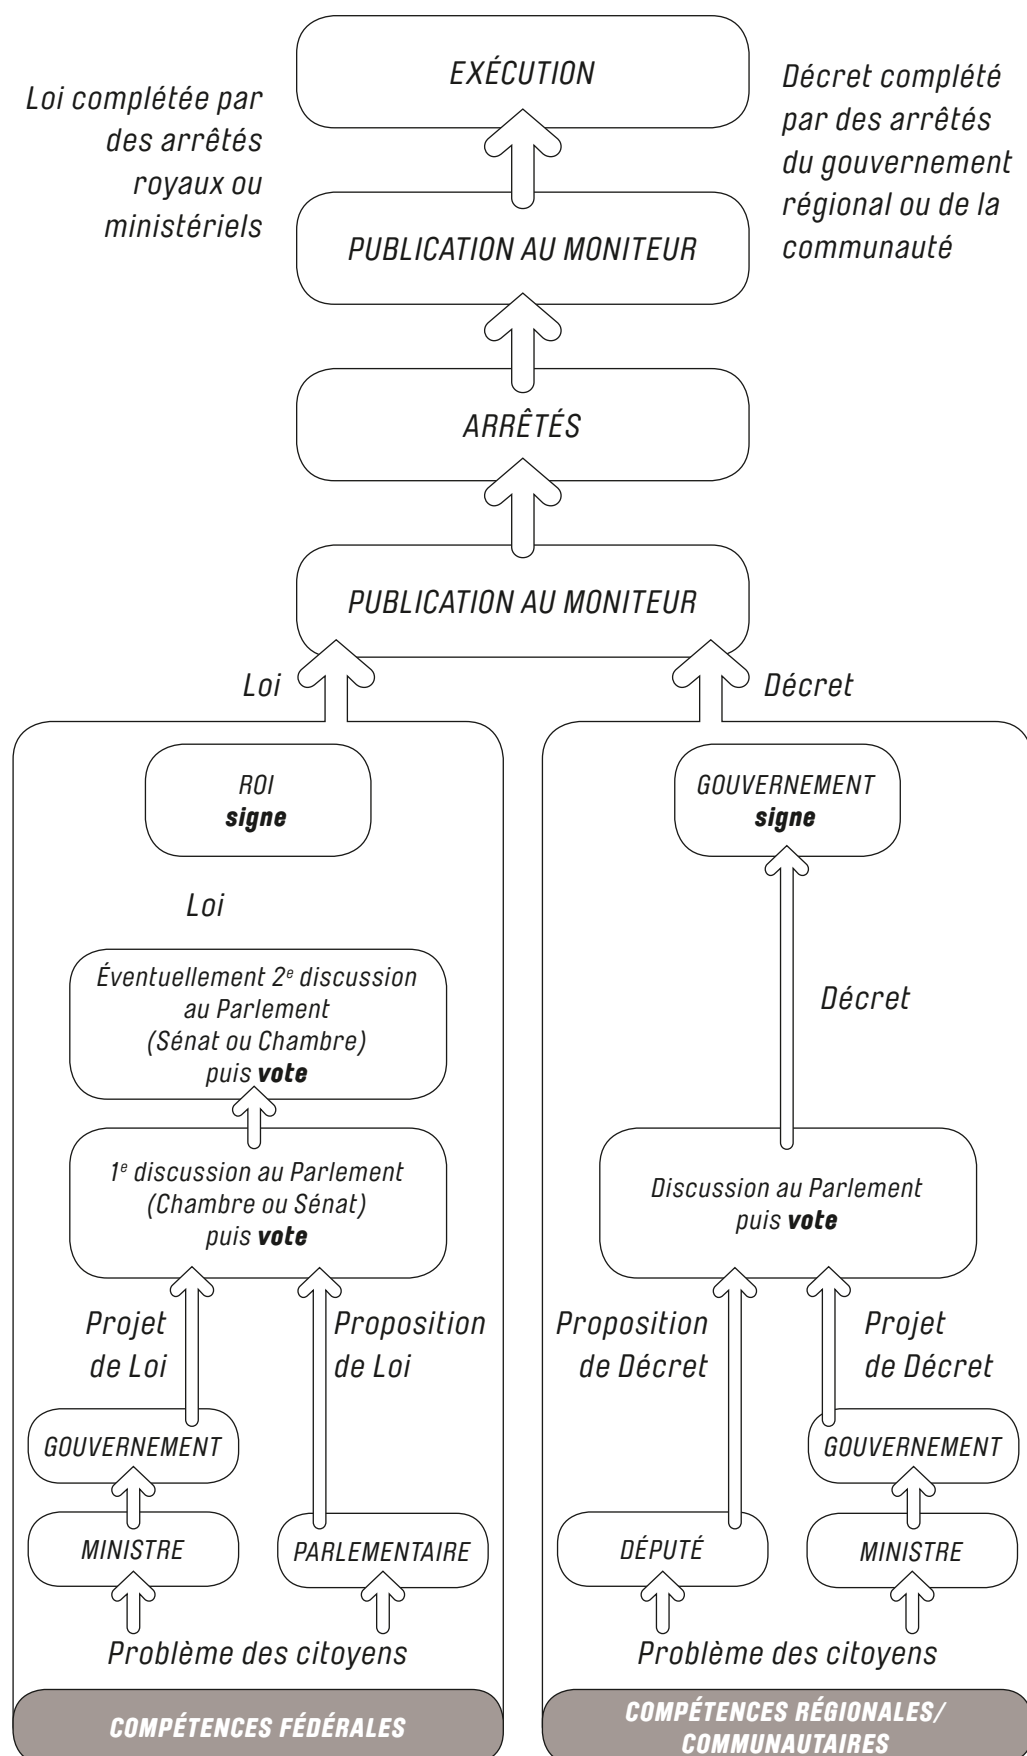 EXÉCUTION
Loi complétée par
des arrêtés
royaux ou
ministériels
Décret complété
par des arrêtés
du gouvernement
régional ou de la
communauté
PUBLICATION AU MONITEUR
ARRÊTÉS
PUBLICATION AU MONITEUR
Loi
Décret
ROI
signe
Loi
Éventuellement 2e discussion
au Parlement
(Sénat ou Chambre)
puis vote
1e discussion au Parlement
(Chambre ou Sénat)
puis vote
Projet
de Loi
Proposition
de Loi
GOUVERNEMENT
MINISTRE
PARLEMENTAIRE
Problème des citoyens
COMPÉTENCES FÉDÉRALES
GOUVERNEMENT
signe
Décret
Discussion au Parlement
puis vote
Proposition
de Décret
Projet
de Décret
GOUVERNEMENT
DÉPUTÉ
MINISTRE
Problème des citoyens
COMPÉTENCES RÉGIONALES/
COMMUNAUTAIRES